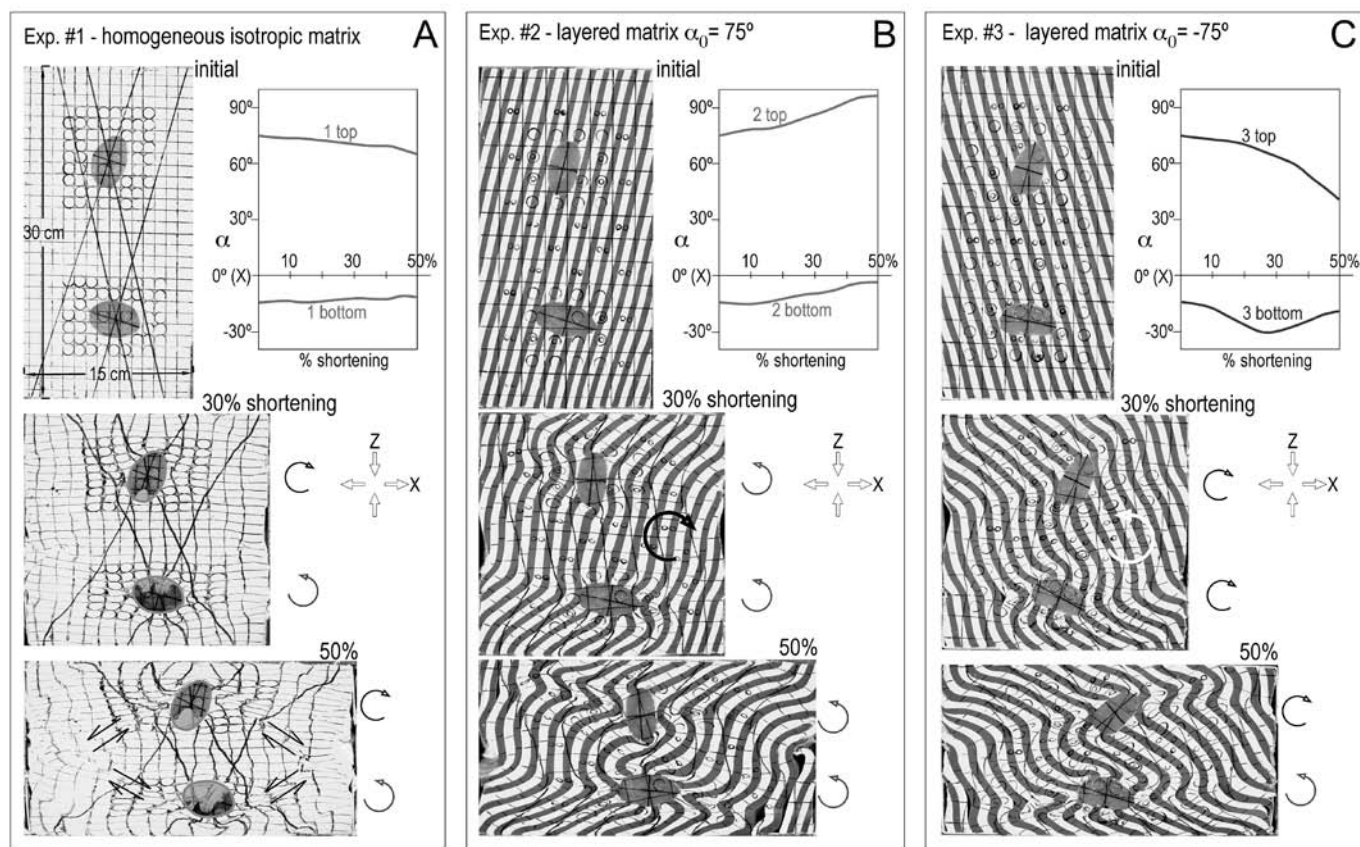 Exp. #1 - homogeneous isotropic matrix
A
initial
90º
1 top
60º
30 cm
30º
α
10 30 50%
0º (X)
1 bottom
-30º
15 cm
% shortening
30% shortening
Z
X
50%
Exp. #2 - layered matrix α0= 75º
B
initial
90º
2 top
60º
30º
α
10 30 50%
0º (X)
2 bottom
-30º
% shortening
30% shortening
Z
X
50%
Exp. #3 - layered matrix α0= -75º
C
initial
90º
3 top
60º
30º
α
10 30 50%
0º (X)
3 bottom
-30º
% shortening
30% shortening
Z
X
50%